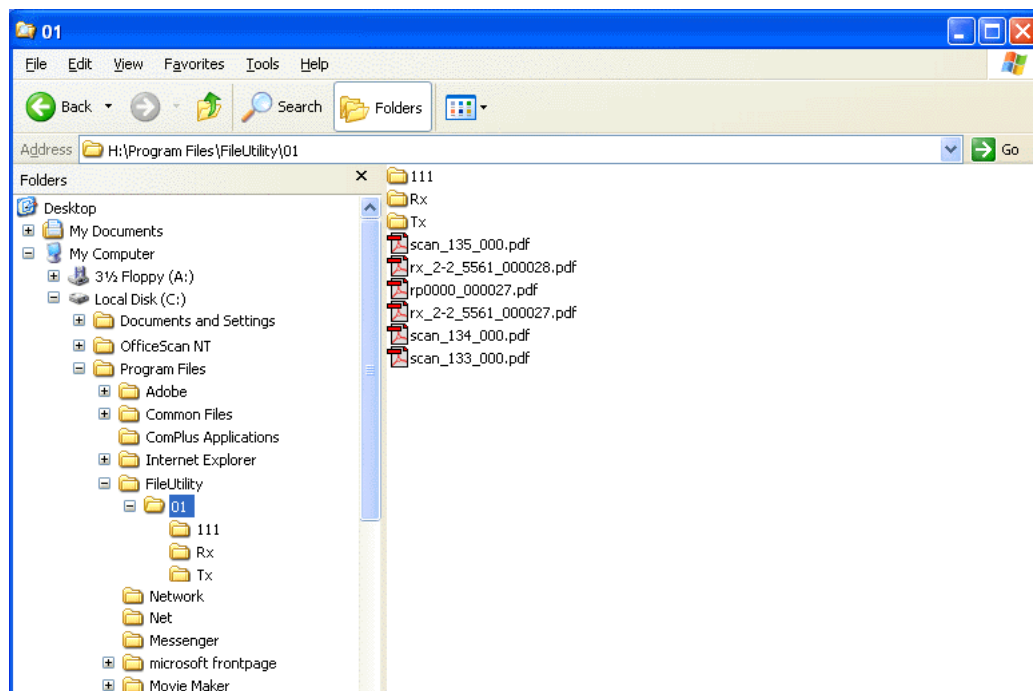 01
File Edit View Favorites Tools Help
Back Search Folders
Address H:\Program Files\FileUtility\01 Go
Folders
Desktop
My Documents
My Computer
3½ Floppy (A:)
Local Disk (C:)
Documents and Settings
OfficeScan NT
Program Files
Adobe
Common Files
ComPlus Applications
Internet Explorer
FileUtility
01
111
Rx
Tx
Network
Net
Messenger
microsoft frontpage
Movie Maker
111
Rx
Tx
scan_135_000.pdf
rx_2-2_5561_000028.pdf
rp0000_000027.pdf
rx_2-2_5561_000027.pdf
scan_134_000.pdf
scan_133_000.pdf